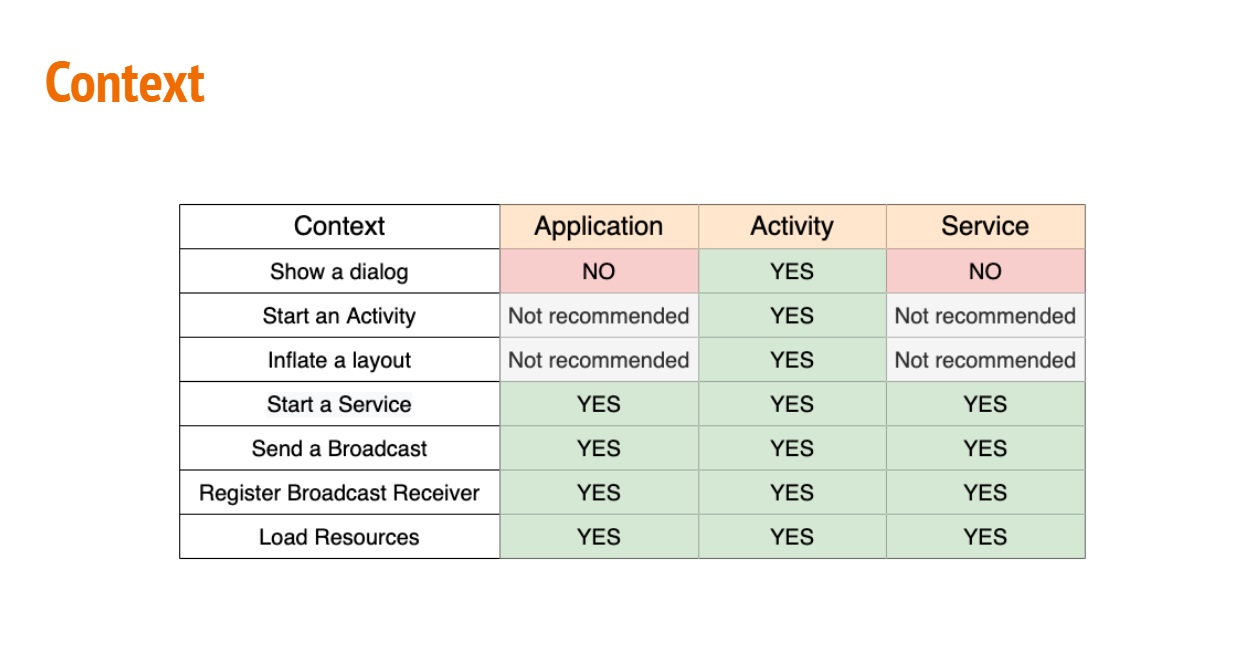 Context
Context Application Activity Service
Show a dialog NO YES NO
Start an Activity Not recommended YES Not recommended
Inflate a layout Not recommended YES Not recommended
Start a Service YES YES YES
Send a Broadcast YES YES YES
Register Broadcast Receiver YES YES YES
Load Resources YES YES YES